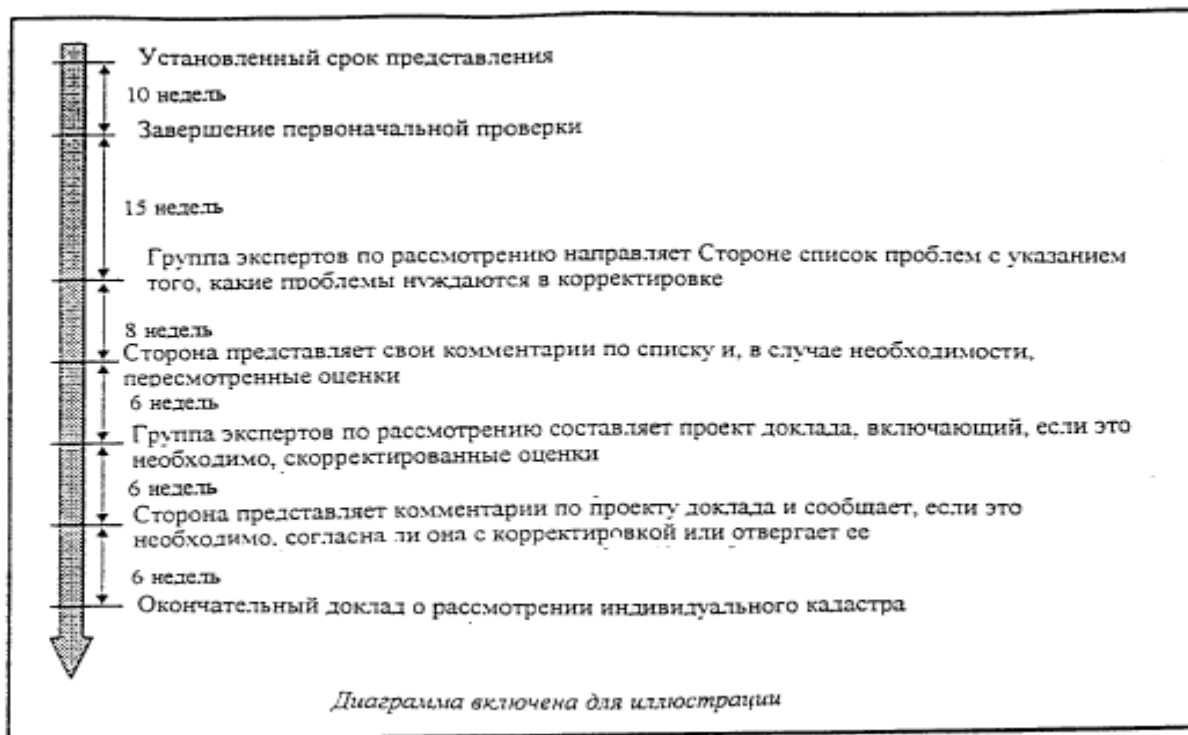 Установленный срок представления
10 недель
Завершение первоначальной проверки
15 недель
Группа экспертов по рассмотрению направляет Стороне список проблем с указанием
того, какие проблемы нуждаются в корректировке
8 недель
Сторона представляет свои комментарии по списку и, в случае необходимости,
пересмотренные оценки
6 недель
Группа экспертов по рассмотрению составляет проект доклада, включающий, если это
необходимо, скорректированные оценки
6 недель
Сторона представляет комментарии по проекту доклада и сообщает, если это
необходимо, согласна ли она с корректировкой или отвергает ее
6 недель
Окончательный доклад о рассмотрении индивидуального кадастра
Диаграмма включена для иллюстрации